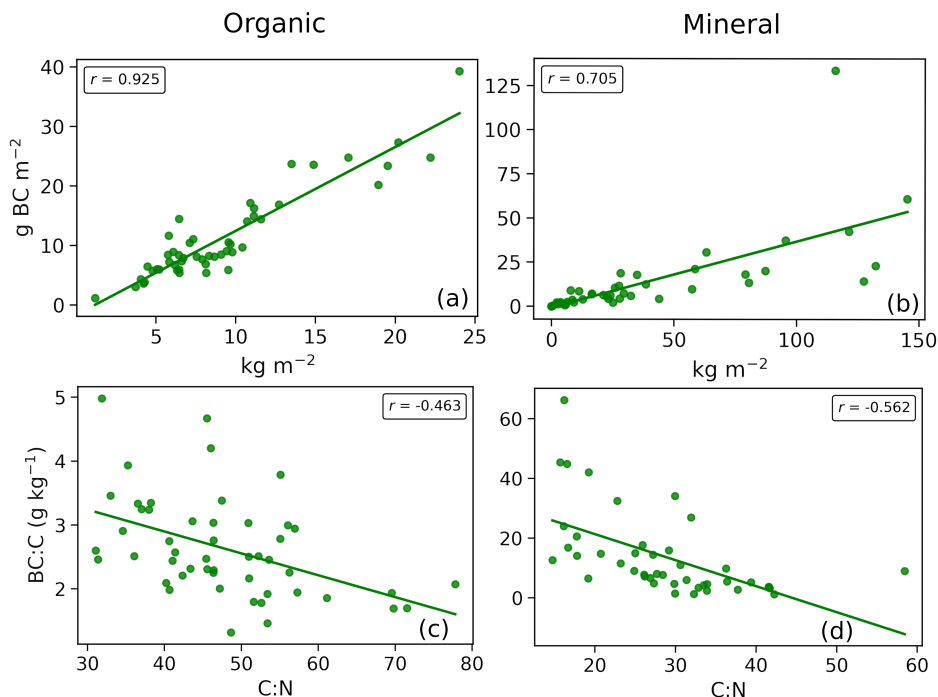 Organic
Mineral
r = 0.925
g BC m⁻²
40
30
20
10
0
(a)
5
10
15
20
25
kg m⁻²
r = 0.705
125
100
75
50
25
0
(b)
0
50
100
150
kg m⁻²
r = -0.463
BC:C (g kg⁻¹)
5
4
3
2
(c)
30
40
50
60
70
80
C:N
r = -0.562
60
40
20
0
(d)
20
30
40
50
60
C:N